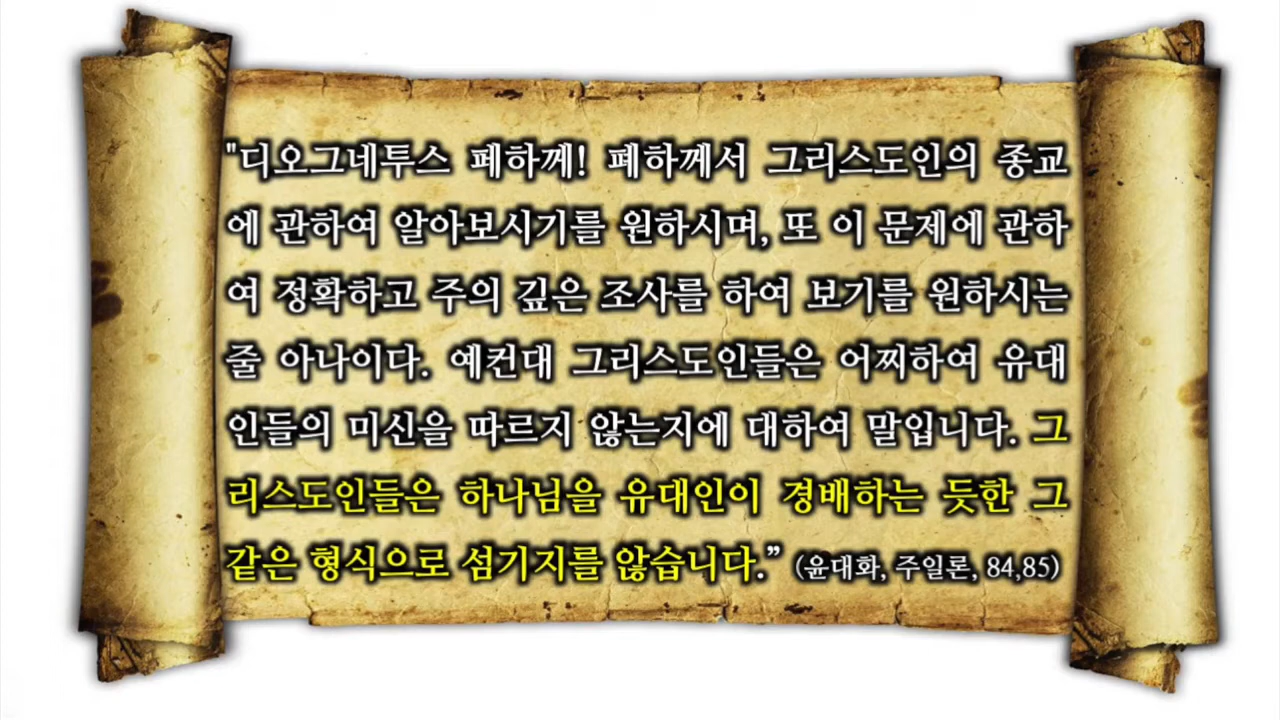 "디오그네투스 폐하께! 폐하께서 그리스도인의 종교
에 관하여 알아보시기를 원하시며, 또 이 문제에 관하
여 정확하고 주의 깊은 조사를 하여 보기를 원하시는
줄 아나이다. 예컨대 그리스도인들은 어찌하여 유대
인들의 미신을 따르지 않는지에 대하여 말입니다. 그
리스도인들은 하나님을 유대인이 경배하는 듯한 그
같은 형식으로 섬기지를 않습니다.” (윤대화, 주일론, 84,85)